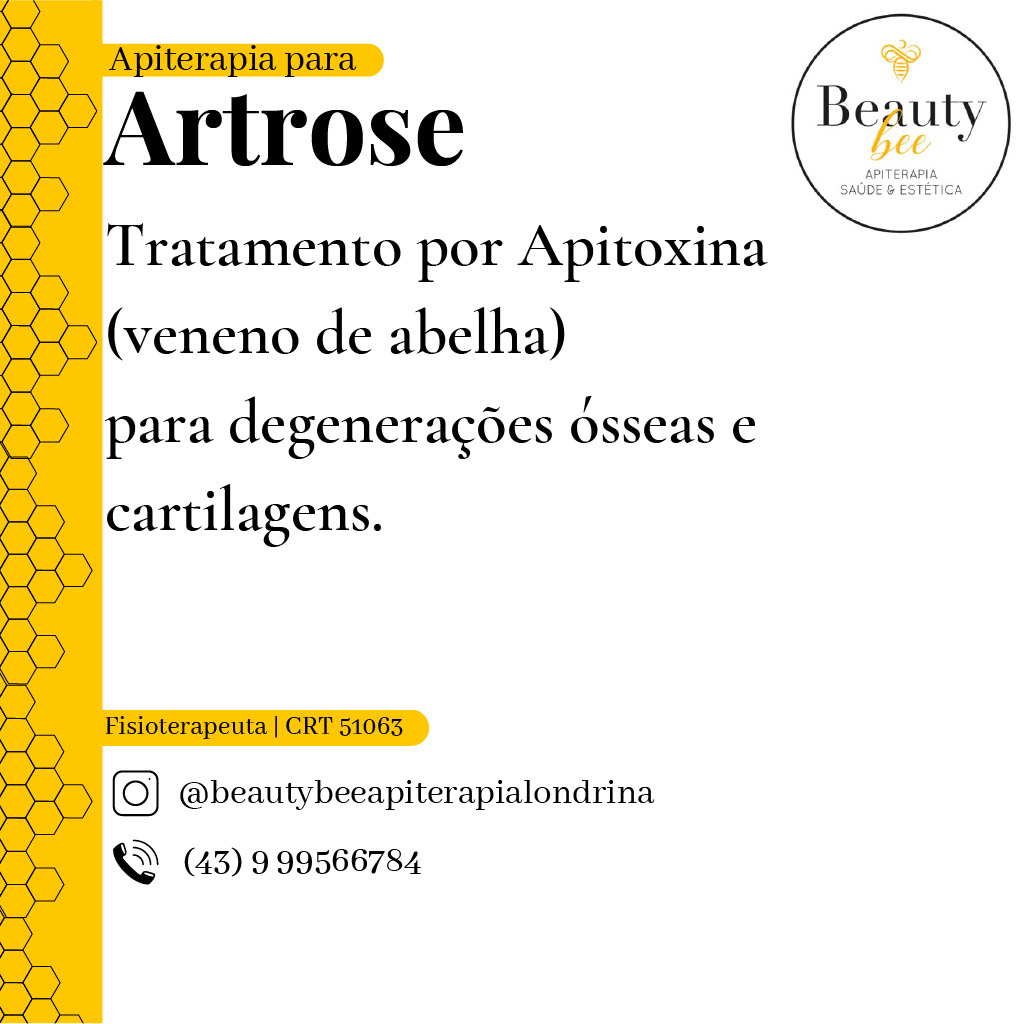 Apiterapia para
Artrose
Beauty
bee
APITERAPIA
SAÚDE & ESTÉTICA
Tratamento por Apitoxina
(veneno de abelha)
para degenerações ósseas e
cartilagens.
Fisioterapeuta | CRT 51063
@beautybeeapiterapialondrina
(43) 9 99566784